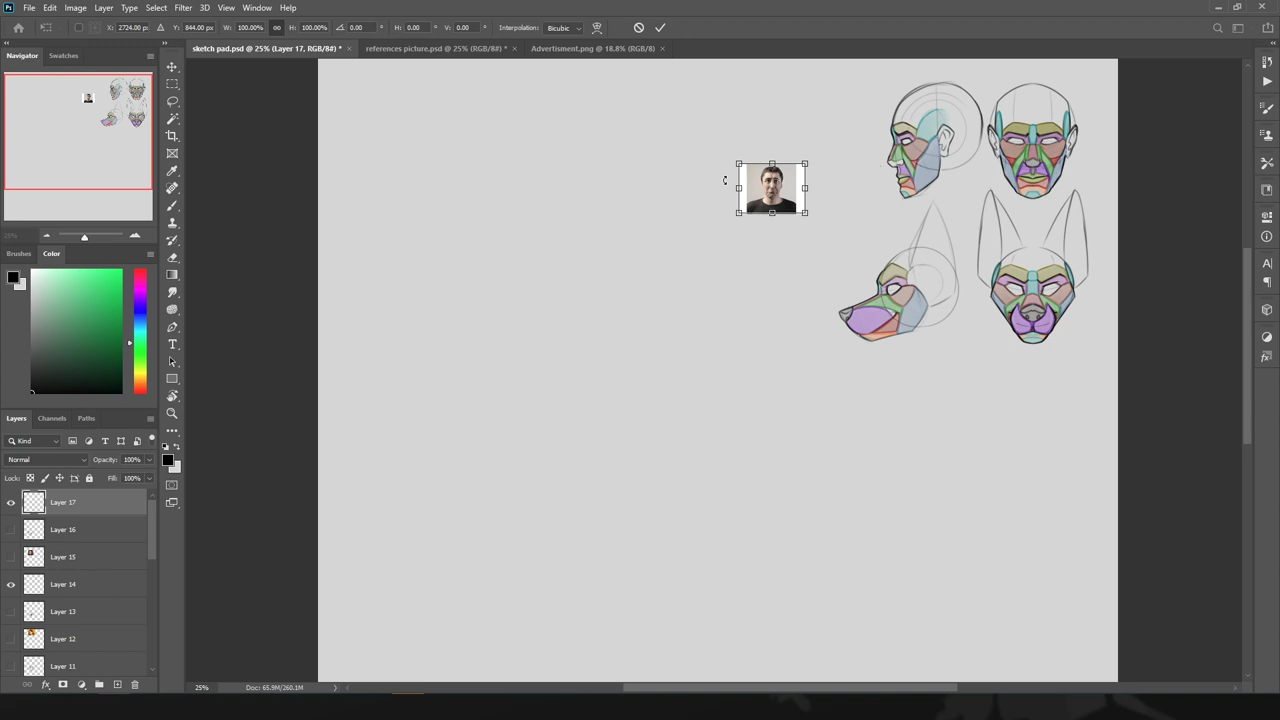 Ps File Edit Image Layer Type Select Filter 3D View Window Help
X: 2724.00 px Y: 844.00 px W: 100.00% H: 100.00% 0.00 ° H: 0.00 ° V: 0.00 ° Interpolation: Bicubic
sketch pad.psd @ 25% (Layer 17, RGB/8#) * × references picture.psd @ 25% (RGB/8#) * × Advertisment.png @ 18.8% (RGB/8) ×
Navigator Swatches
25%
Brushes Color
Layers Channels Paths
Kind
Normal Opacity: 100%
Lock: Fill: 100%
Layer 17
Layer 16
Layer 15
Layer 14
Layer 13
Layer 12
Layer 11
fx
25% Doc: 65.9M/260.1M